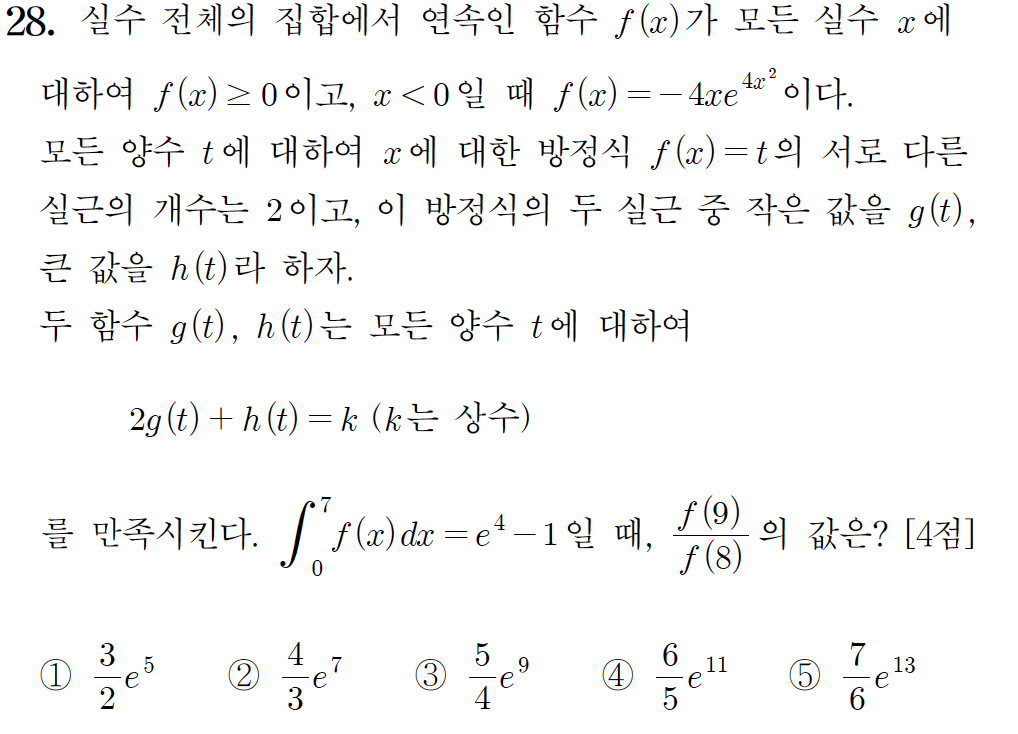 28. 실수 전체의 집합에서 연속인 함수 f(x)가 모든 실수 x에
대하여 f(x)≥0이고, x<0일 때 f(x)=-4xe^{4x^2}이다.
모든 양수 t에 대하여 x에 대한 방정식 f(x)=t의 서로 다른
실근의 개수는 2이고, 이 방정식의 두 실근 중 작은 값을 g(t),
큰 값을 h(t)라 하자.
두 함수 g(t), h(t)는 모든 양수 t에 대하여
2g(t)+h(t)=k (k는 상수)
를 만족시킨다. ∫_0^7 f(x)dx=e^4-1일 때, \frac{f(9)}{f(8)}의 값은? [4점]
① \frac{3}{2}e^5 ② \frac{4}{3}e^7 ③ \frac{5}{4}e^9 ④ \frac{6}{5}e^{11} ⑤ \frac{7}{6}e^{13}